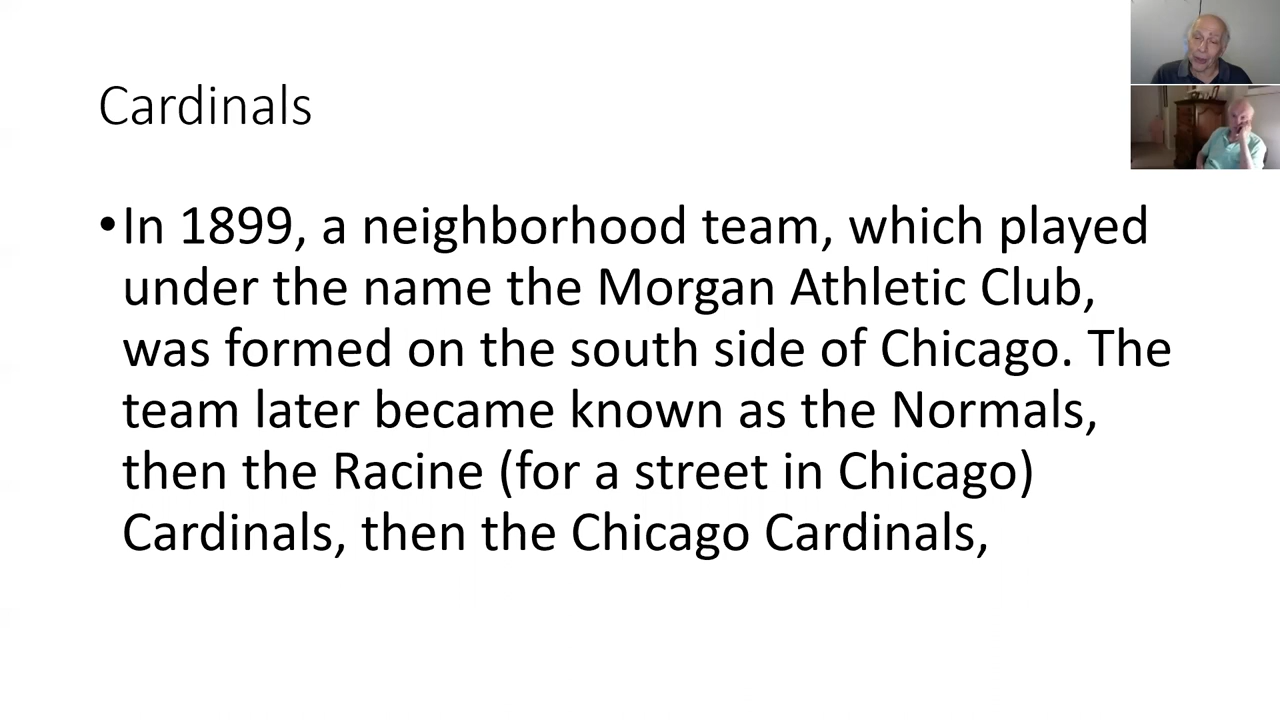 Cardinals
•In 1899, a neighborhood team, which played
under the name the Morgan Athletic Club,
was formed on the south side of Chicago. The
team later became known as the Normals,
then the Racine (for a street in Chicago)
Cardinals, then the Chicago Cardinals,